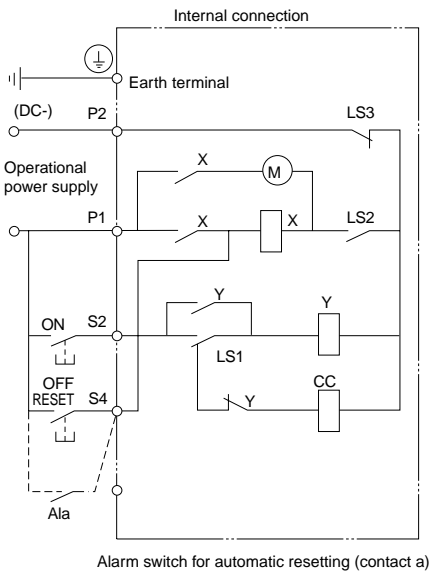 Internal connection
Earth terminal
(DC-)
P2
LS3
Operational
power supply
X
M
P1
X
X
LS2
Y
ON
S2
Y
LS1
OFF
RESET
S4
CC
Y
Ala
Alarm switch for automatic resetting (contact a)